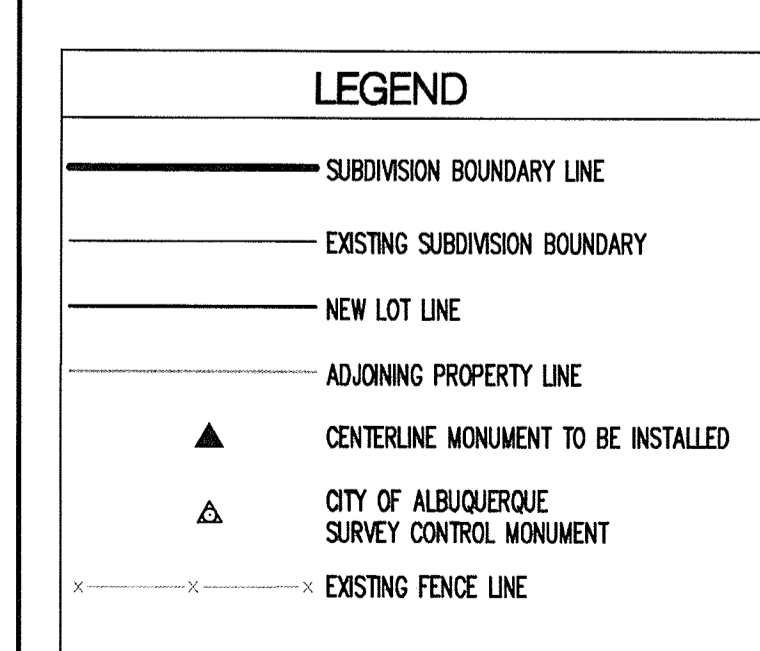 LEGEND
SUBDIVISION BOUNDARY LINE
EXISTING SUBDIVISION BOUNDARY
NEW LOT LINE
ADJOINING PROPERTY LINE
CENTERLINE MONUMENT TO BE INSTALLED
CITY OF ALBUQUERQUE
SURVEY CONTROL MONUMENT
X X X EXISTING FENCE LINE